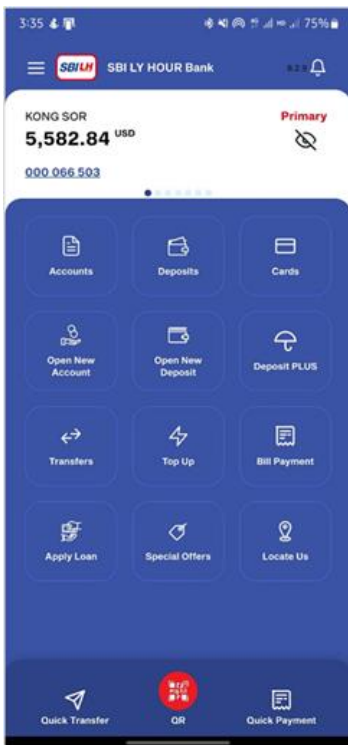 3:35 75%
SBI LH SBI LY HOUR Bank
KONG SOR Primary
5,582.84 USD
000 066 503
Accounts Deposits Cards
Open New Account Open New Deposit Deposit PLUS
Transfers Top Up Bill Payment
Apply Loan Special Offers Locate Us
Quick Transfer QR Quick Payment